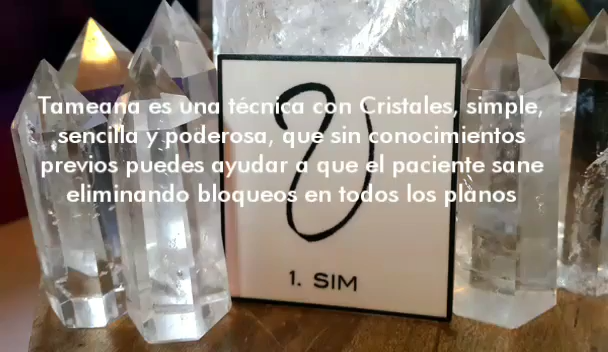 Tameana es una técnica con Cristales, simple,
sencilla y poderosa, que sin conocimientos
previos puedes ayudar a que el paciente sane
eliminando bloqueos en todos los planos
1. SIM